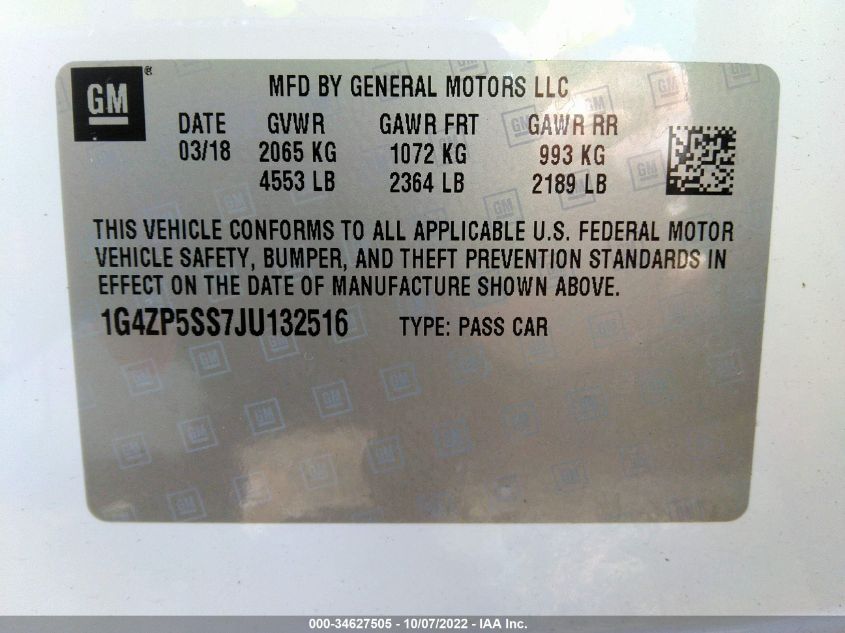 GM®
MFD BY GENERAL MOTORS LLC
DATE GVWR GAWR FRT GAWR RR
03/18 2065 KG 1072 KG 993 KG
4553 LB 2364 LB 2189 LB
THIS VEHICLE CONFORMS TO ALL APPLICABLE U.S. FEDERAL MOTOR
VEHICLE SAFETY, BUMPER, AND THEFT PREVENTION STANDARDS IN
EFFECT ON THE DATE OF MANUFACTURE SHOWN ABOVE.
1G4ZP5SS7JU132516 TYPE: PASS CAR
000-34627505 - 10/07/2022 - IAA Inc.